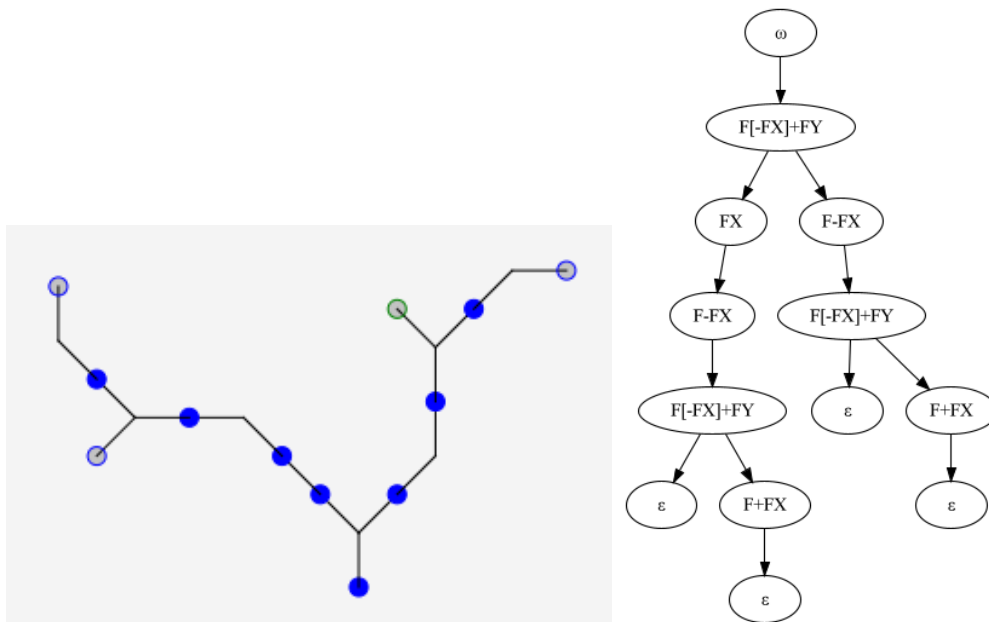 ω
F[-FX]+FY
FX
F-FX
F-FX
F[-FX]+FY
F[-FX]+FY
ε
F+FX
ε
F+FX
ε
ε